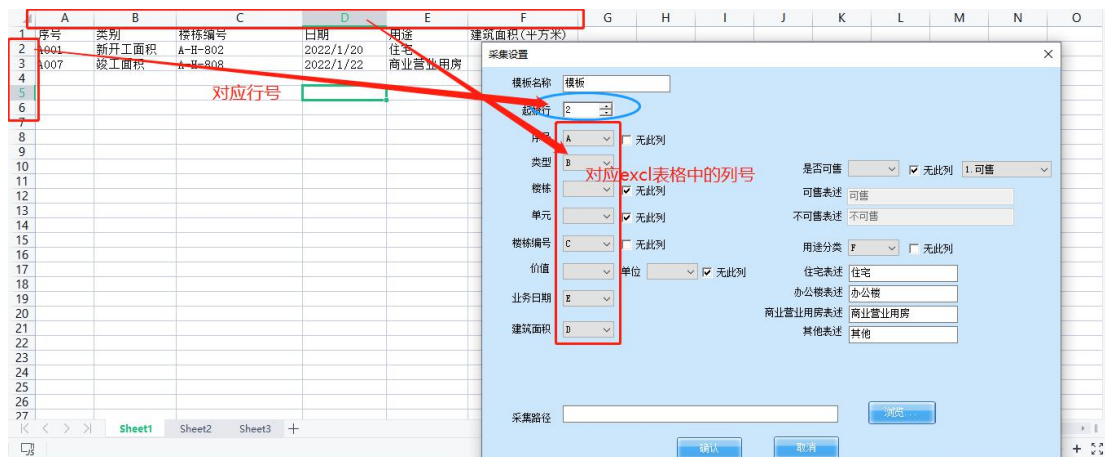 A B C D E F G H I J K L M N O
1 序号 类别 楼栋编号 日期 用途 建筑面积(平方米)
2 A001 新开工面积 A-H-802 2022/1/20 住宅
3 A007 竣工面积 A-H-808 2022/1/22 商业营业用房
4
5
6
7
8
9
10
11
12
13
14
15
16
17
18
19
20
21
22
23
24
25
26
27
对应行号
采集设置
模板名称 模板
起始行 2
序号 A 无此列
类型 B
对应excl表格中的列号
楼栋 无此列
单元 无此列
楼栋编号 C 无此列
价值 单位 无此列
业务日期 E
建筑面积 D
是否可售 无此列 1.可售
可售表述 可售
不可售表述 不可售
用途分类 F 无此列
住宅表述 住宅
办公楼表述 办公楼
商业营业用房表述 商业营业用房
其他表述 其他
采集路径 浏览...
确认 取消
Sheet1 Sheet2 Sheet3 +